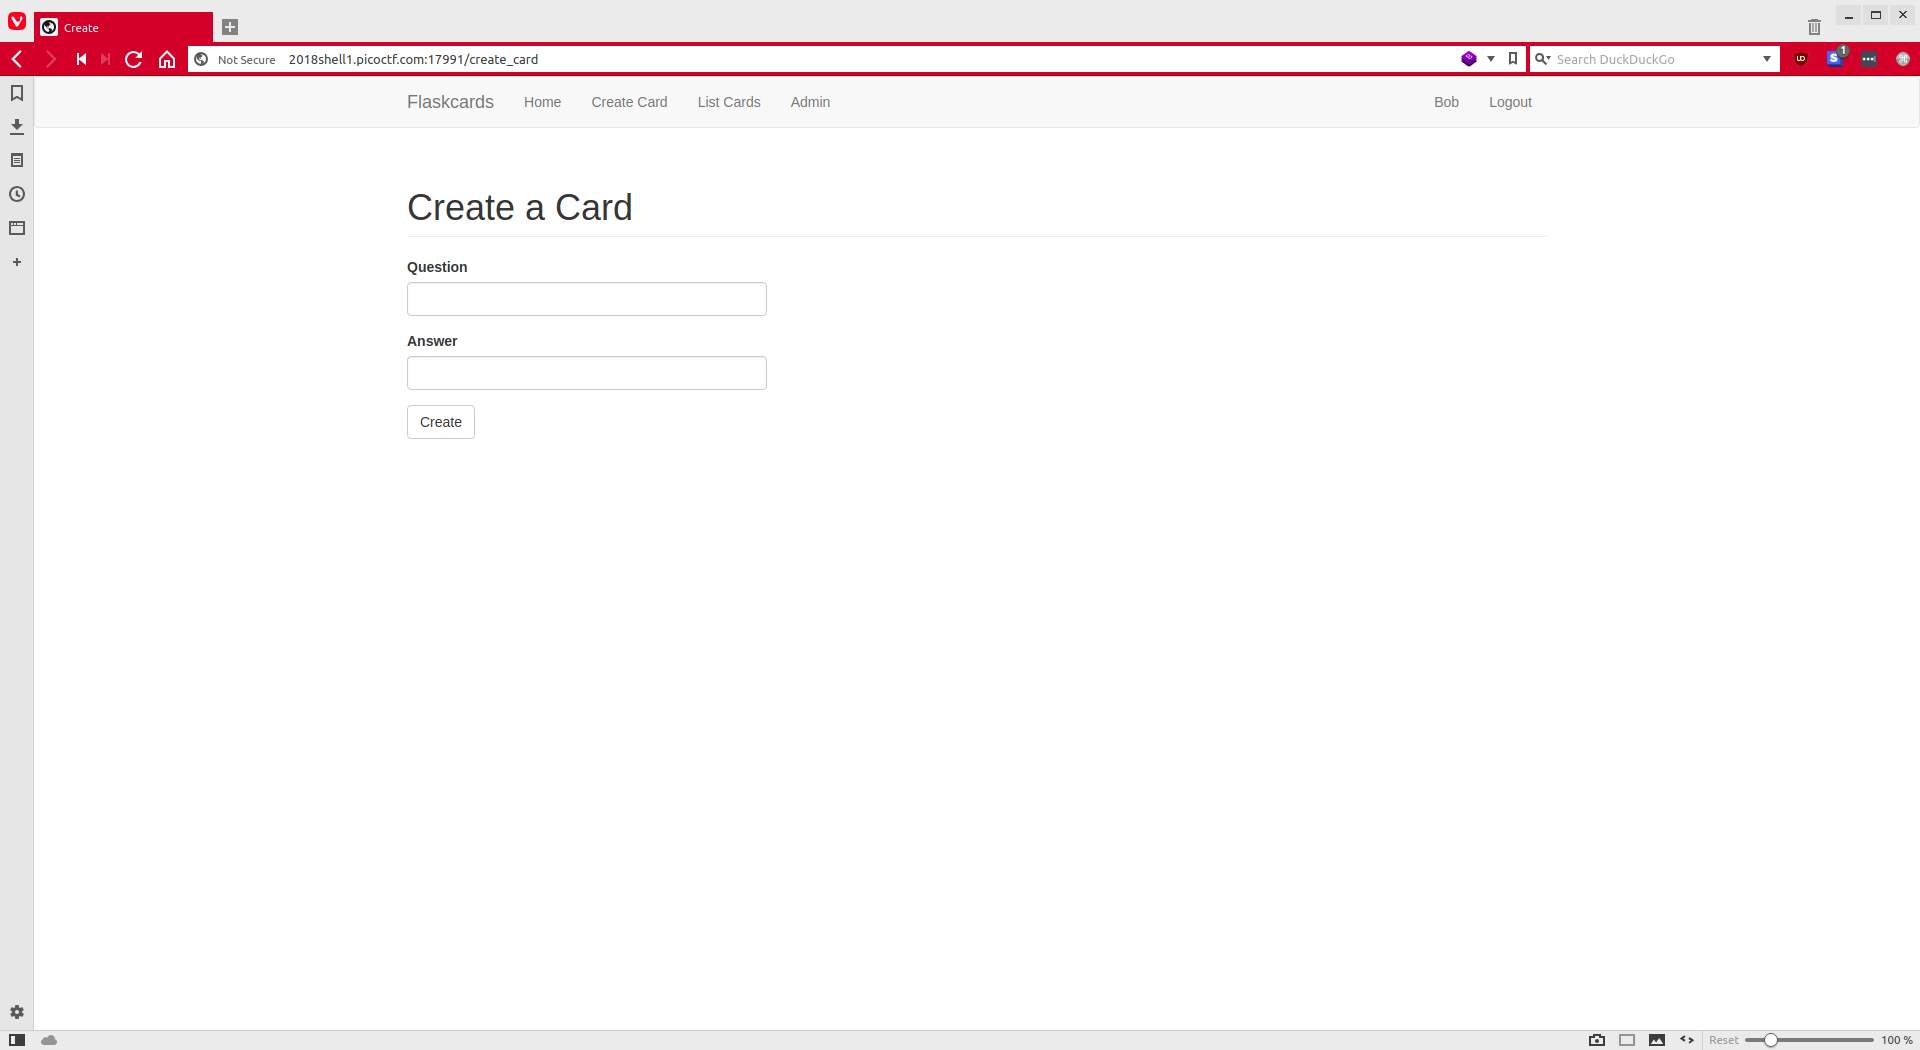 Create
Not Secure 2018shell1.picoctf.com:17991/create_card Search DuckDuckGo 1
Flaskcards Home Create Card List Cards Admin Bob Logout
Create a Card
Question
Answer
Create
Reset 100 %